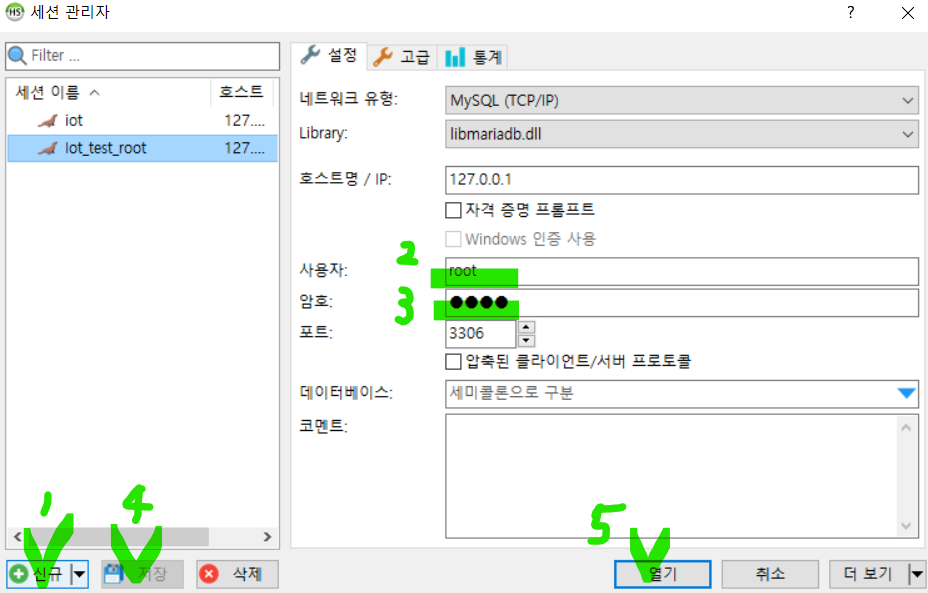 HS 세션 관리자 ? ×
Filter ...
설정 고급 통계
세션 이름 호스트
iot 127....
Iot_test_root 127....
네트워크 유형: MySQL (TCP/IP)
Library: libmariadb.dll
호스트명 / IP: 127.0.0.1
자격 증명 프롬프트
Windows 인증 사용
2
사용자: root
3
암호: ●●●●
포트: 3306
압축된 클라이언트/서버 프로토콜
데이터베이스: 세미콜론으로 구분
코멘트:
1 4 5
신규 저장 삭제 열기 취소 더 보기